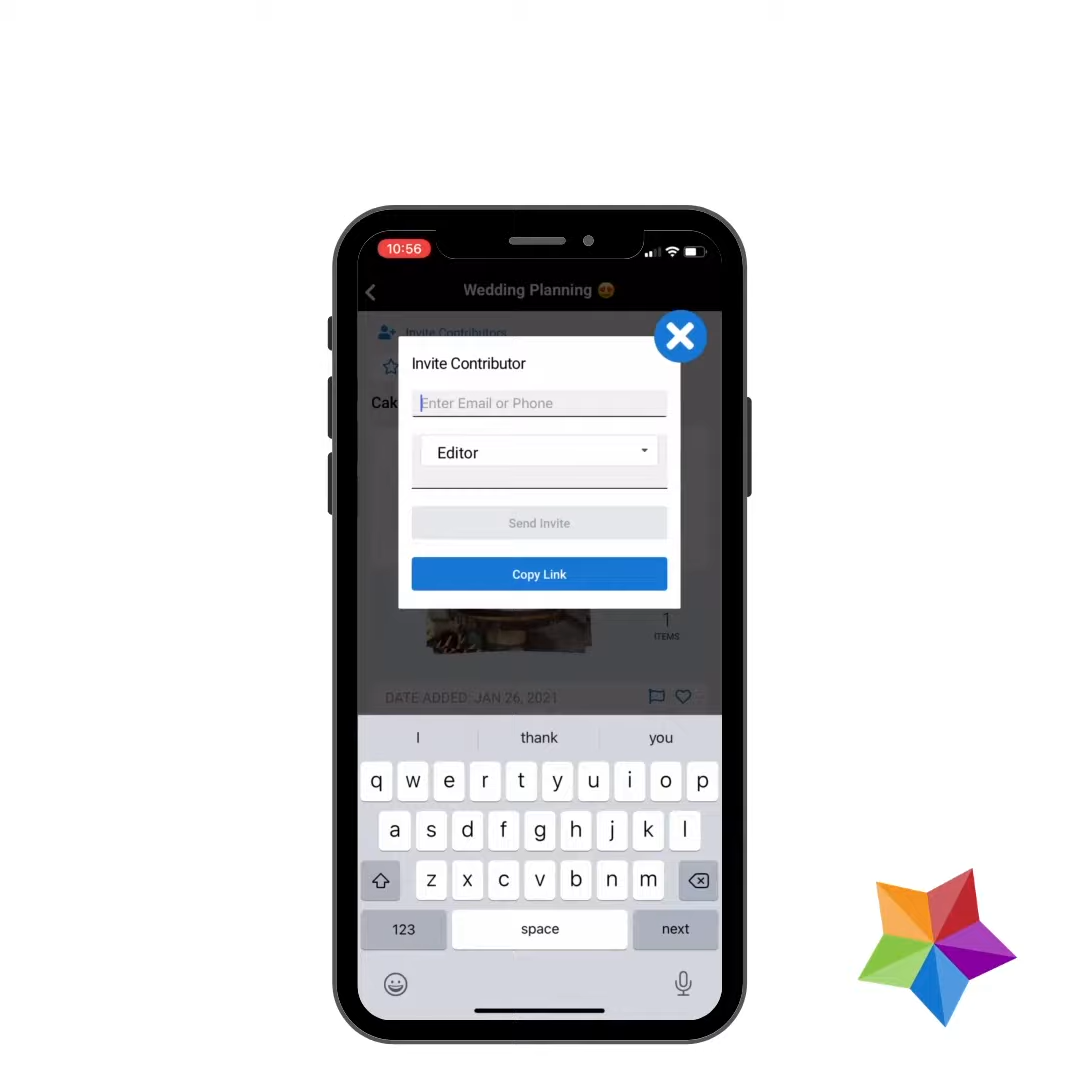 10:56
Wedding Planning 😍
Invite Contributors
Invite Contributor
Cak
Enter Email or Phone
Editor
Send Invite
Copy Link
1
ITEMS
DATE ADDED: JAN 26, 2021
I thank you
q w e r t y u i o p
a s d f g h j k l
z x c v b n m
123 space next